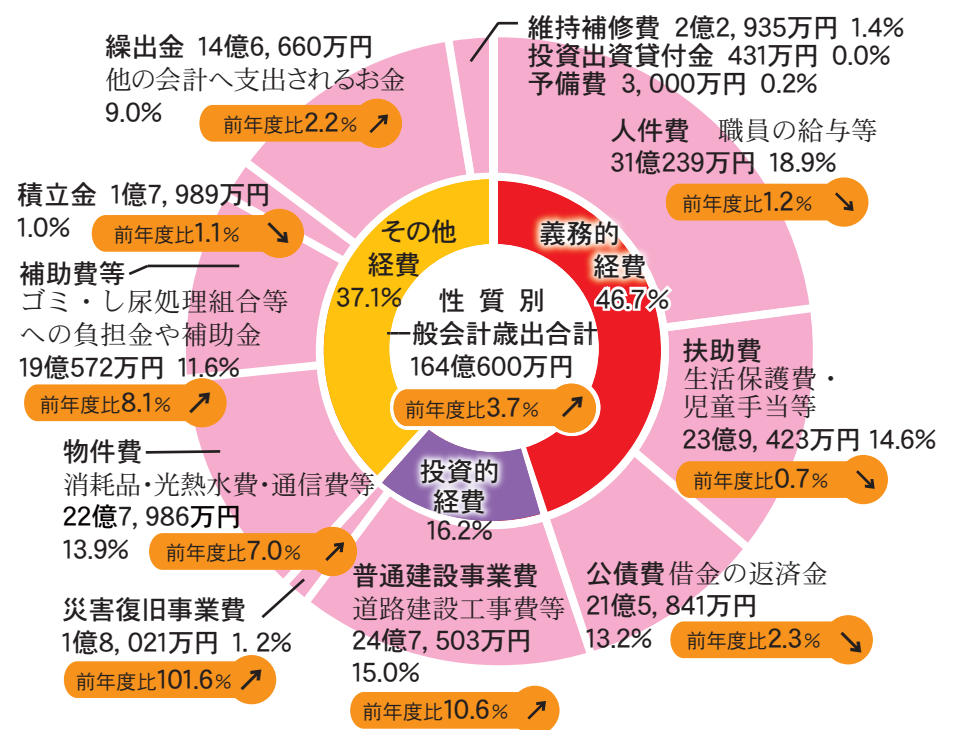 維持補修費 2億2,935万円 1.4%
投資出資貸付金 431万円 0.0%
予備費 3,000万円 0.2%
人件費 職員の給与等
31億239万円 18.9%
前年度比1.2% ↘
扶助費
生活保護費・
児童手当等
23億9,423万円 14.6%
前年度比0.7% ↘
公債費 借金の返済金
21億5,841万円
13.2%
前年度比2.3% ↘
普通建設事業費
道路建設工事費等
24億7,503万円
15.0%
前年度比10.6% ↗
災害復旧事業費
1億8,021万円 1.2%
前年度比101.6% ↗
物件費
消耗品・光熱水費・通信費等
22億7,986万円
13.9%
前年度比7.0% ↗
補助費等
ゴミ・し尿処理組合等
への負担金や補助金
19億572万円 11.6%
前年度比8.1% ↗
積立金 1億7,989万円
1.0%
前年度比1.1% ↘
繰出金 14億6,660万円
他の会計へ支出されるお金
9.0%
前年度比2.2% ↗
その他
経費
37.1%
義務的
経費
46.7%
投資的
経費
16.2%
性質別
一般会計歳出合計
164億600万円
前年度比3.7% ↗